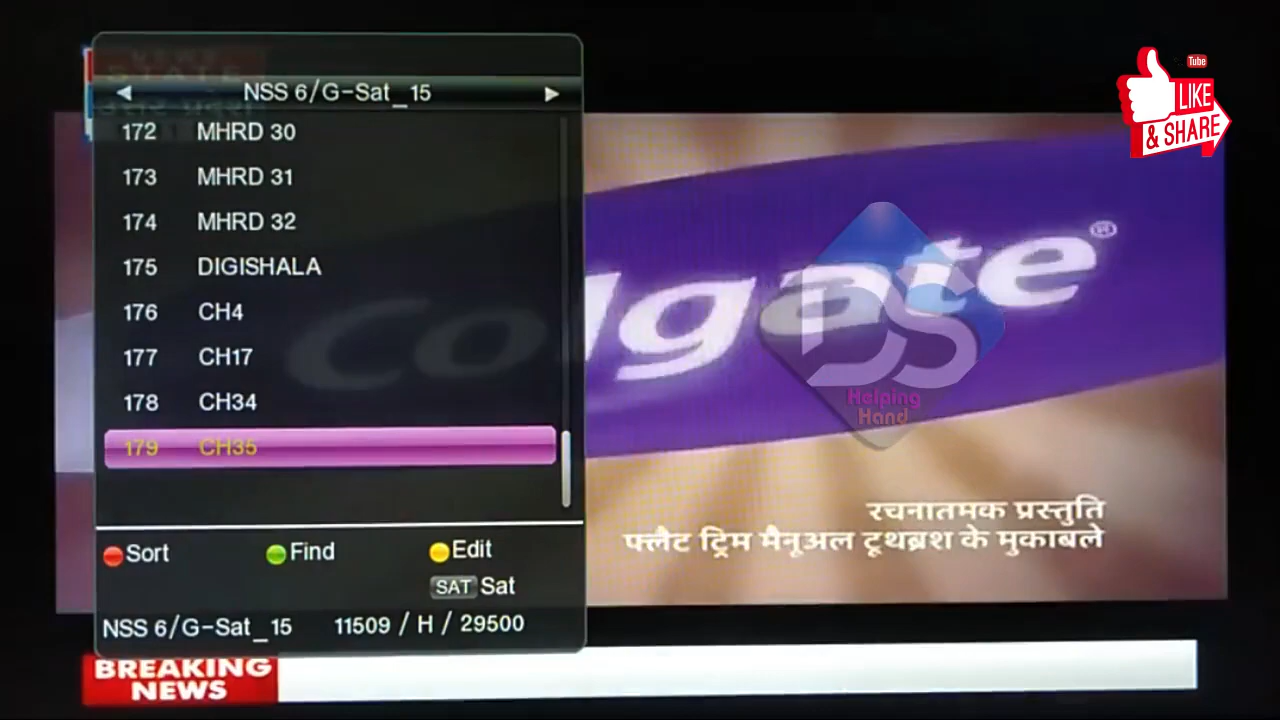 NSS 6/G-Sat_15
172 MHRD 30
173 MHRD 31
174 MHRD 32
175 DIGISHALA
176 CH4
177 CH17
178 CH34
179 CH35
Sort Find Edit
SAT Sat
NSS 6/G-Sat_15 11509 / H / 29500
Colgate®
DS
Helping
Hand
रचनातमक प्रस्तुति
फ्लैट ट्रिम मैनूअल टूथब्रश के मुकाबले
BREAKING
NEWS
Tube
LIKE
& SHARE